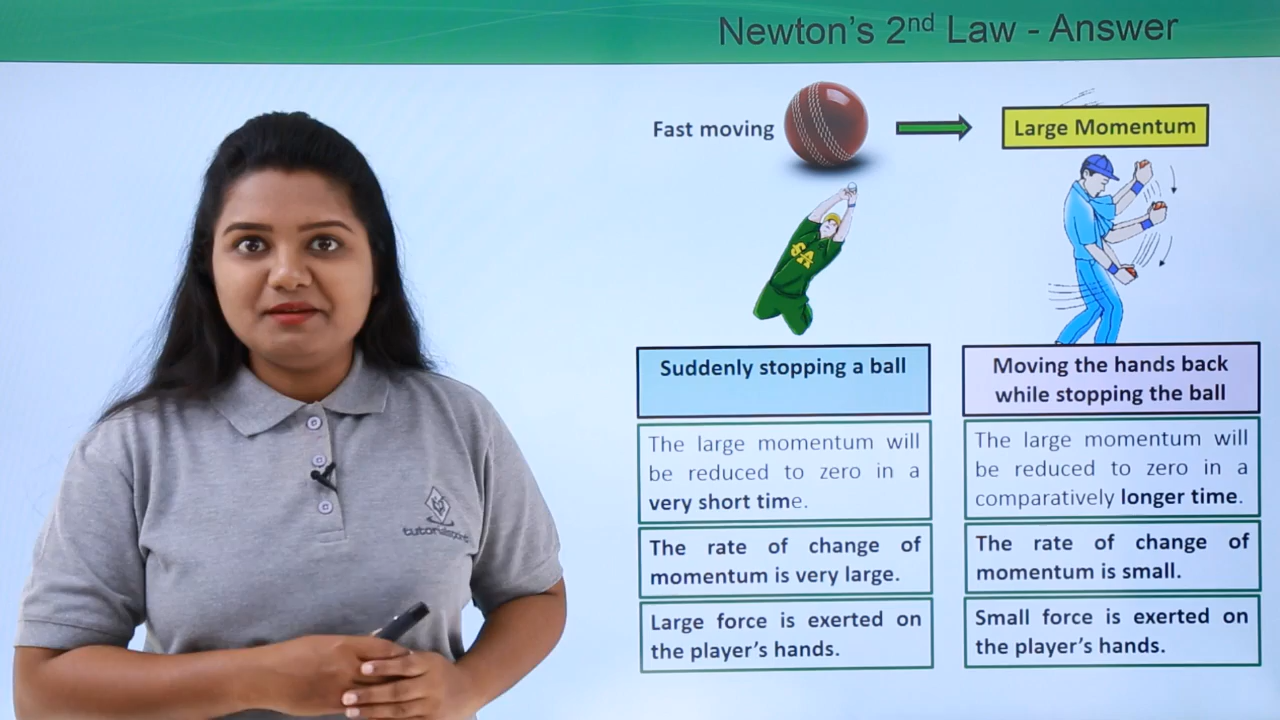 Newton's 2nd Law - Answer
Fast moving
Large Momentum
SA
Suddenly stopping a ball
The large momentum will
be reduced to zero in a
very short time.
The rate of change of
momentum is very large.
Large force is exerted on
the player's hands.
Moving the hands back
while stopping the ball
The large momentum will
be reduced to zero in a
comparatively longer time.
The rate of change of
momentum is small.
Small force is exerted on
the player's hands.